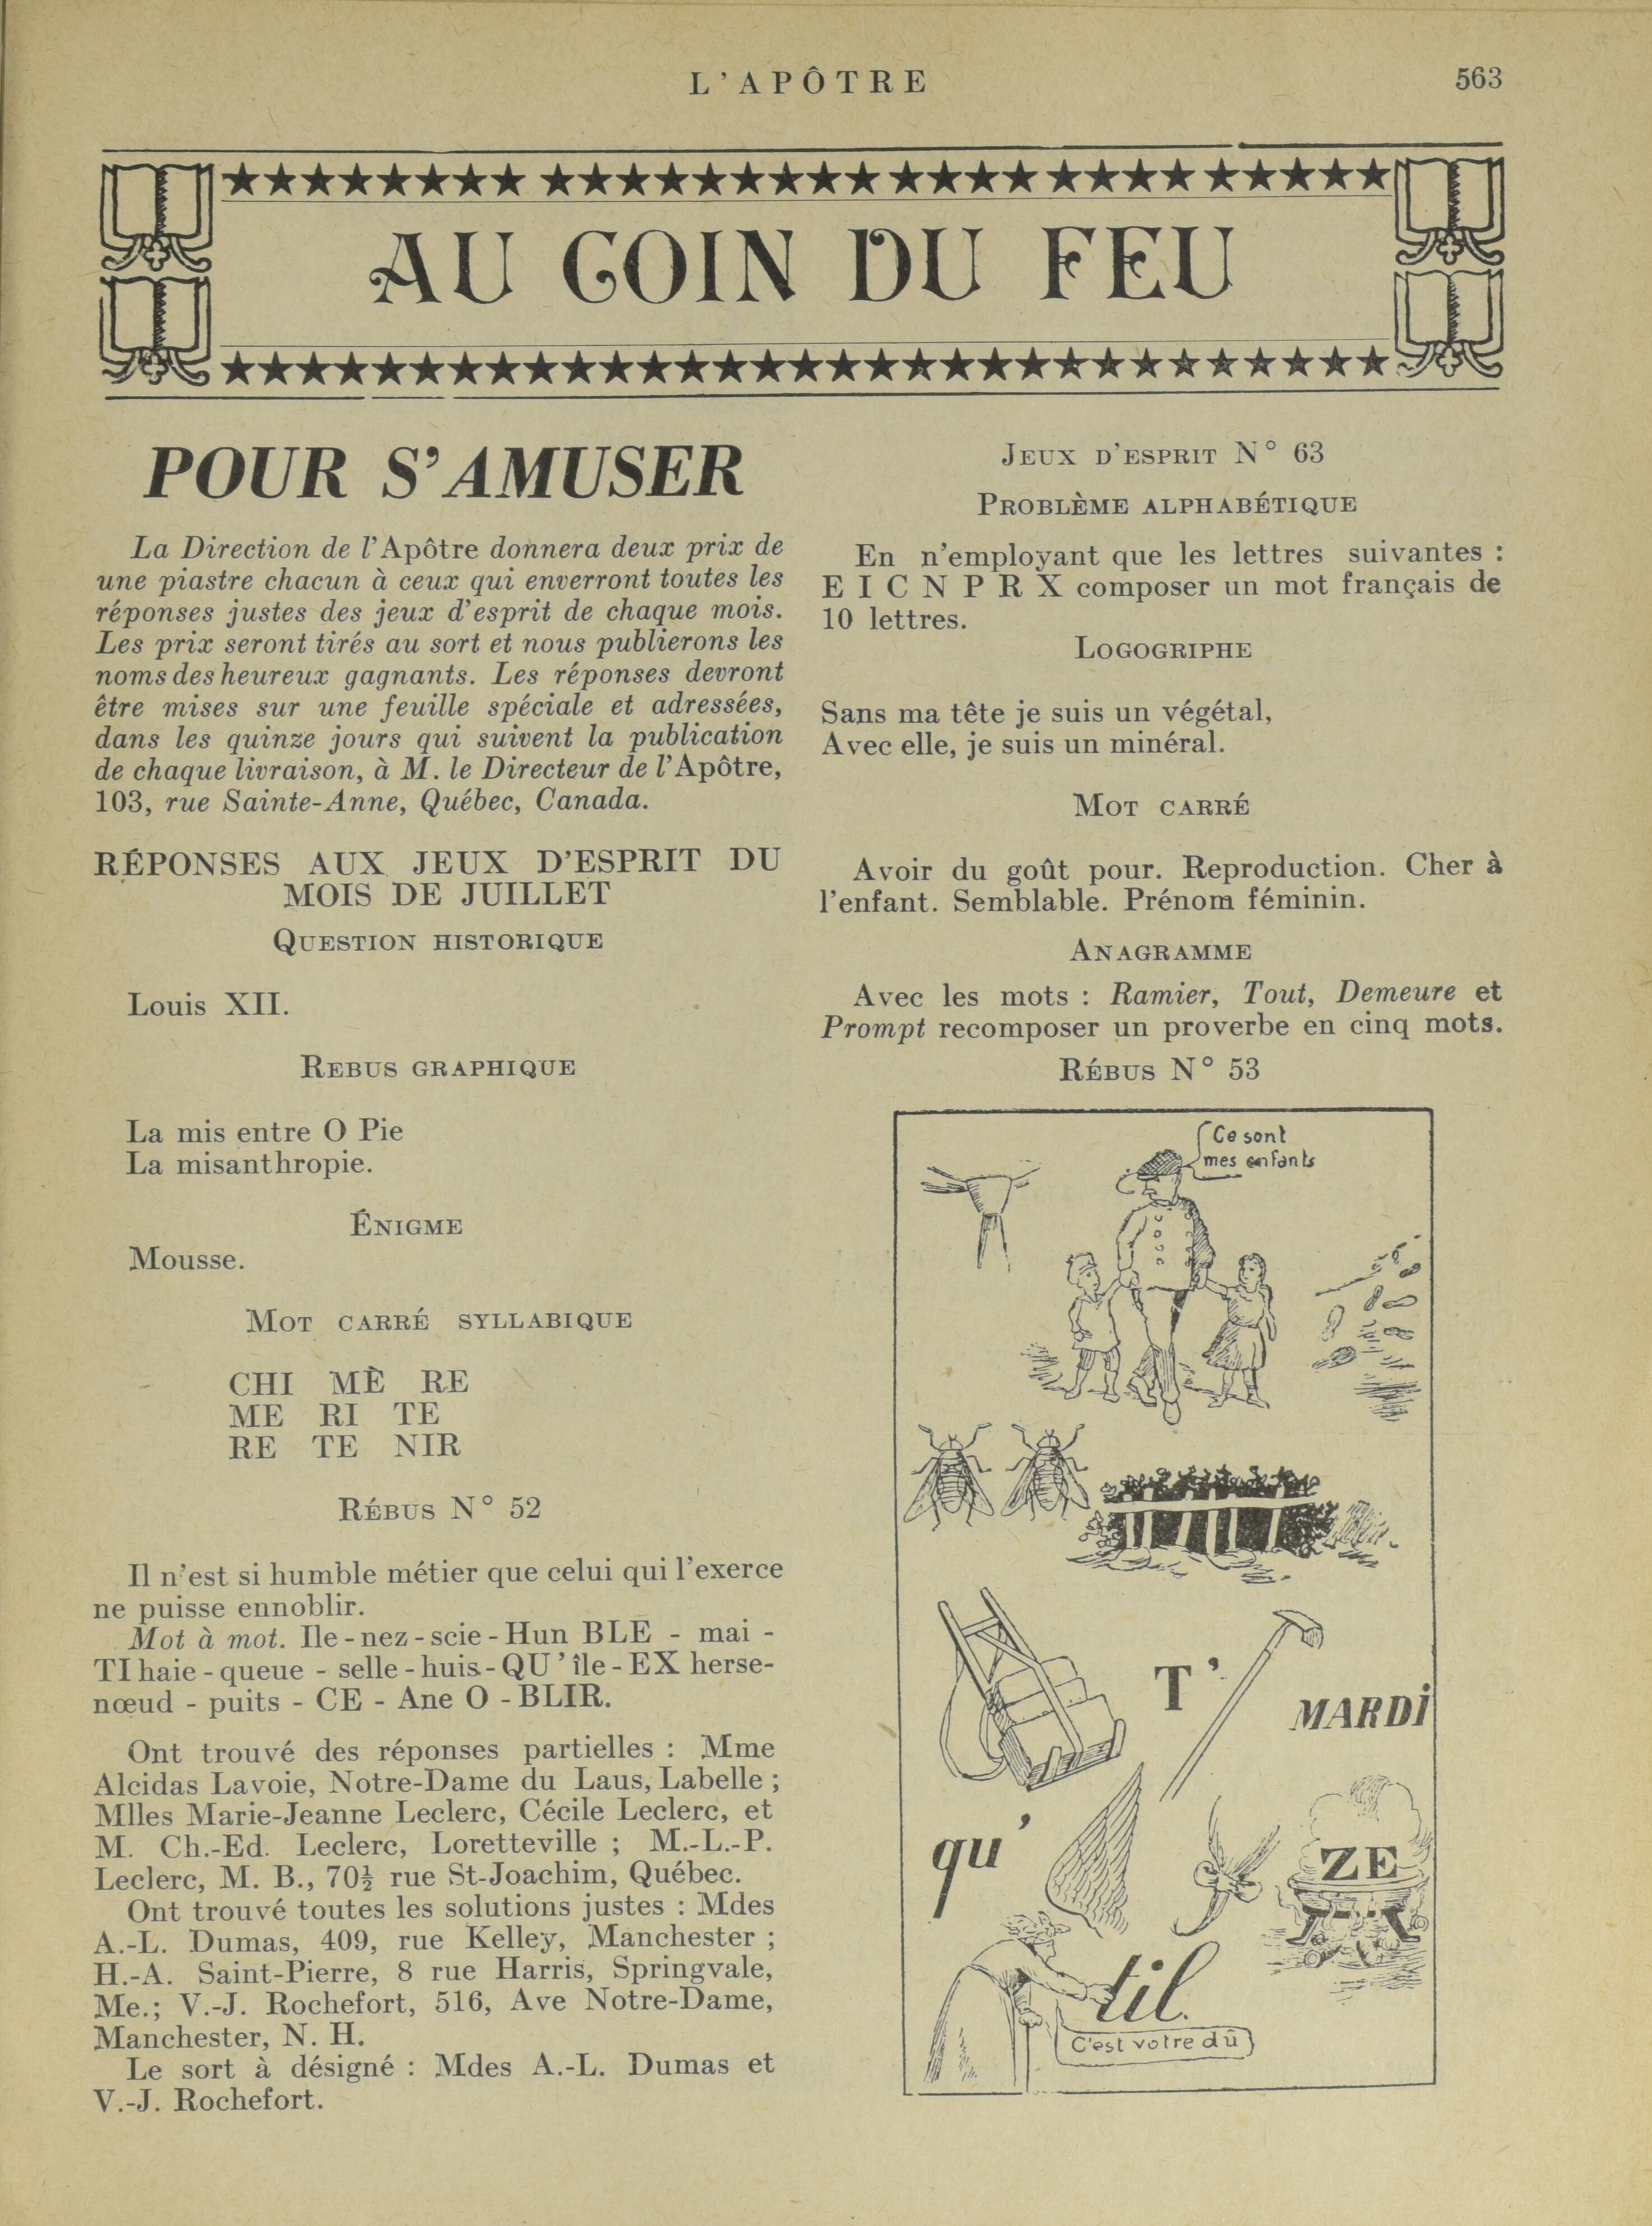 L'APÔTRE
563
AU COIN DU FEU
POUR S'AMUSER
La Direction de l'Apôtre donnera deux prix de
une piastre chacun à ceux qui enverront toutes les
réponses justes des jeux d'esprit de chaque mois.
Les prix seront tirés au sort et nous publierons les
noms des heureux gagnants. Les réponses devront
être mises sur une feuille spéciale et adressées,
dans les quinze jours qui suivent la publication
de chaque livraison, à M. le Directeur de l'Apôtre,
103, rue Sainte-Anne, Québec, Canada.
RÉPONSES AUX JEUX D'ESPRIT DU
MOIS DE JUILLET
QUESTION HISTORIQUE
Louis XII.
REBUS GRAPHIQUE
La mis entre O Pie
La misanthropie.
ÉNIGME
Mousse.
MOT CARRÉ SYLLABIQUE
CHI MÈ RE
ME RI TE
RE TE NIR
RÉBUS N° 52
Il n'est si humble métier que celui qui l'exerce
ne puisse ennoblir.
Mot à mot. Ile - nez - scie - Hun BLE - mai -
TI haie - queue - selle - huis - QU' île - EX herse-
nœud - puits - CE - Ane O - BLIR.
Ont trouvé des réponses partielles : Mme
Alcidas Lavoie, Notre-Dame du Laus, Labelle ;
Mlles Marie-Jeanne Leclerc, Cécile Leclerc, et
M. Ch.-Ed. Leclerc, Loretteville ; M.-L.-P.
Leclerc, M. B., 70½ rue St-Joachim, Québec.
Ont trouvé toutes les solutions justes : Mdes
A.-L. Dumas, 409, rue Kelley, Manchester ;
H.-A. Saint-Pierre, 8 rue Harris, Springvale,
Me.; V.-J. Rochefort, 516, Ave Notre-Dame,
Manchester, N. H.
Le sort à désigné : Mdes A.-L. Dumas et
V.-J. Rochefort.
JEUX D'ESPRIT N° 63
PROBLÈME ALPHABÉTIQUE
En n'employant que les lettres suivantes :
E I C N P R X composer un mot français de
10 lettres.
LOGOGRIPHE
Sans ma tête je suis un végétal,
Avec elle, je suis un minéral.
MOT CARRÉ
Avoir du goût pour. Reproduction. Cher à
l'enfant. Semblable. Prénom féminin.
ANAGRAMME
Avec les mots : Ramier, Tout, Demeure et
Prompt recomposer un proverbe en cinq mots.
RÉBUS N° 53
Ce sont
mes enfants
T'
MARDI
qu'
ZE
til.
C'est votre dû